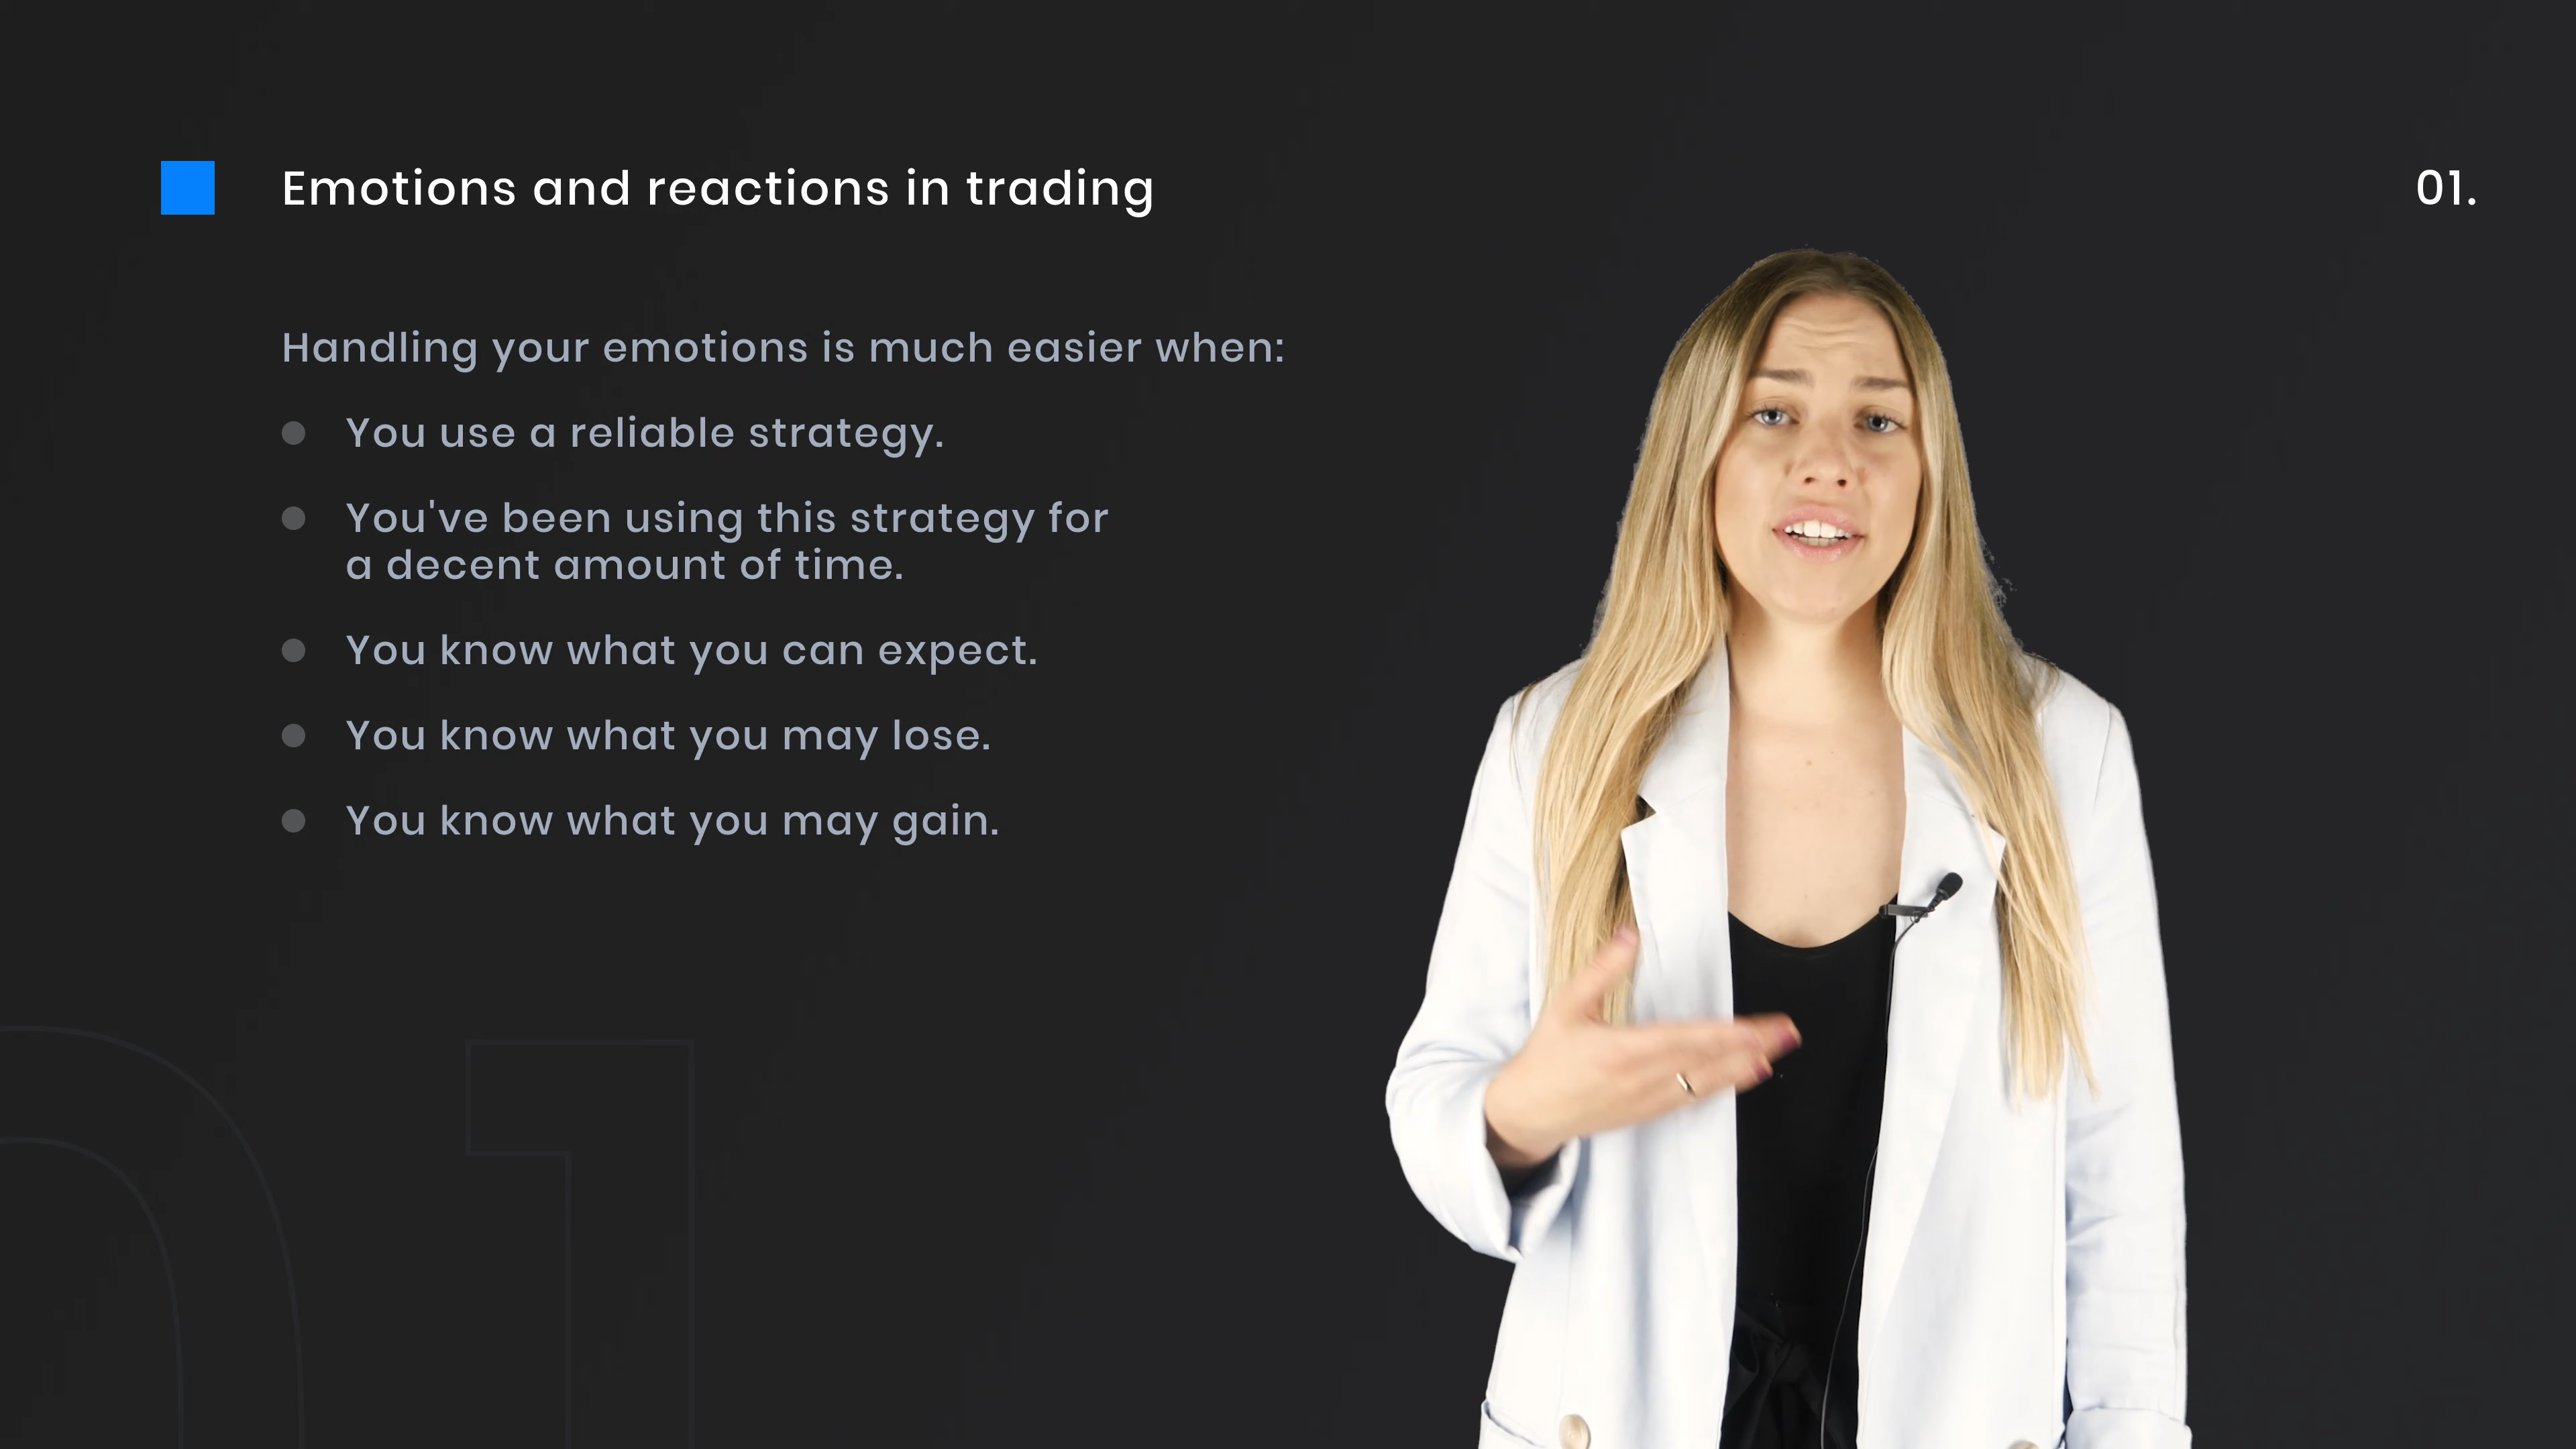 Emotions and reactions in trading
01.
Handling your emotions is much easier when:
You use a reliable strategy.
You've been using this strategy for
a decent amount of time.
You know what you can expect.
You know what you may lose.
You know what you may gain.
01